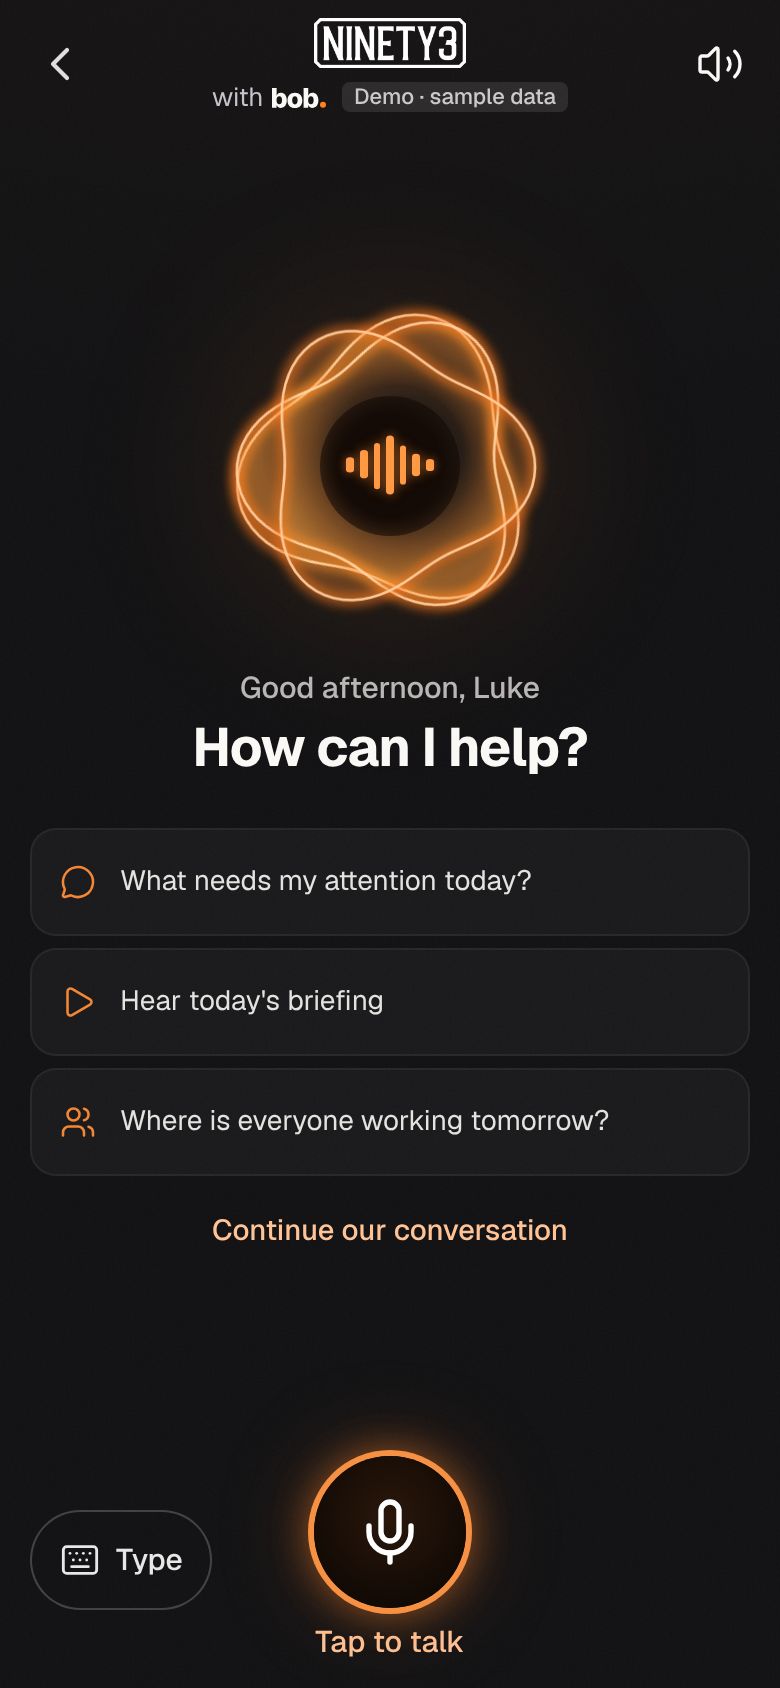 NINETY3
with bob. Demo · sample data
Good afternoon, Luke
How can I help?
What needs my attention today?
Hear today's briefing
Where is everyone working tomorrow?
Continue our conversation
Type
Tap to talk